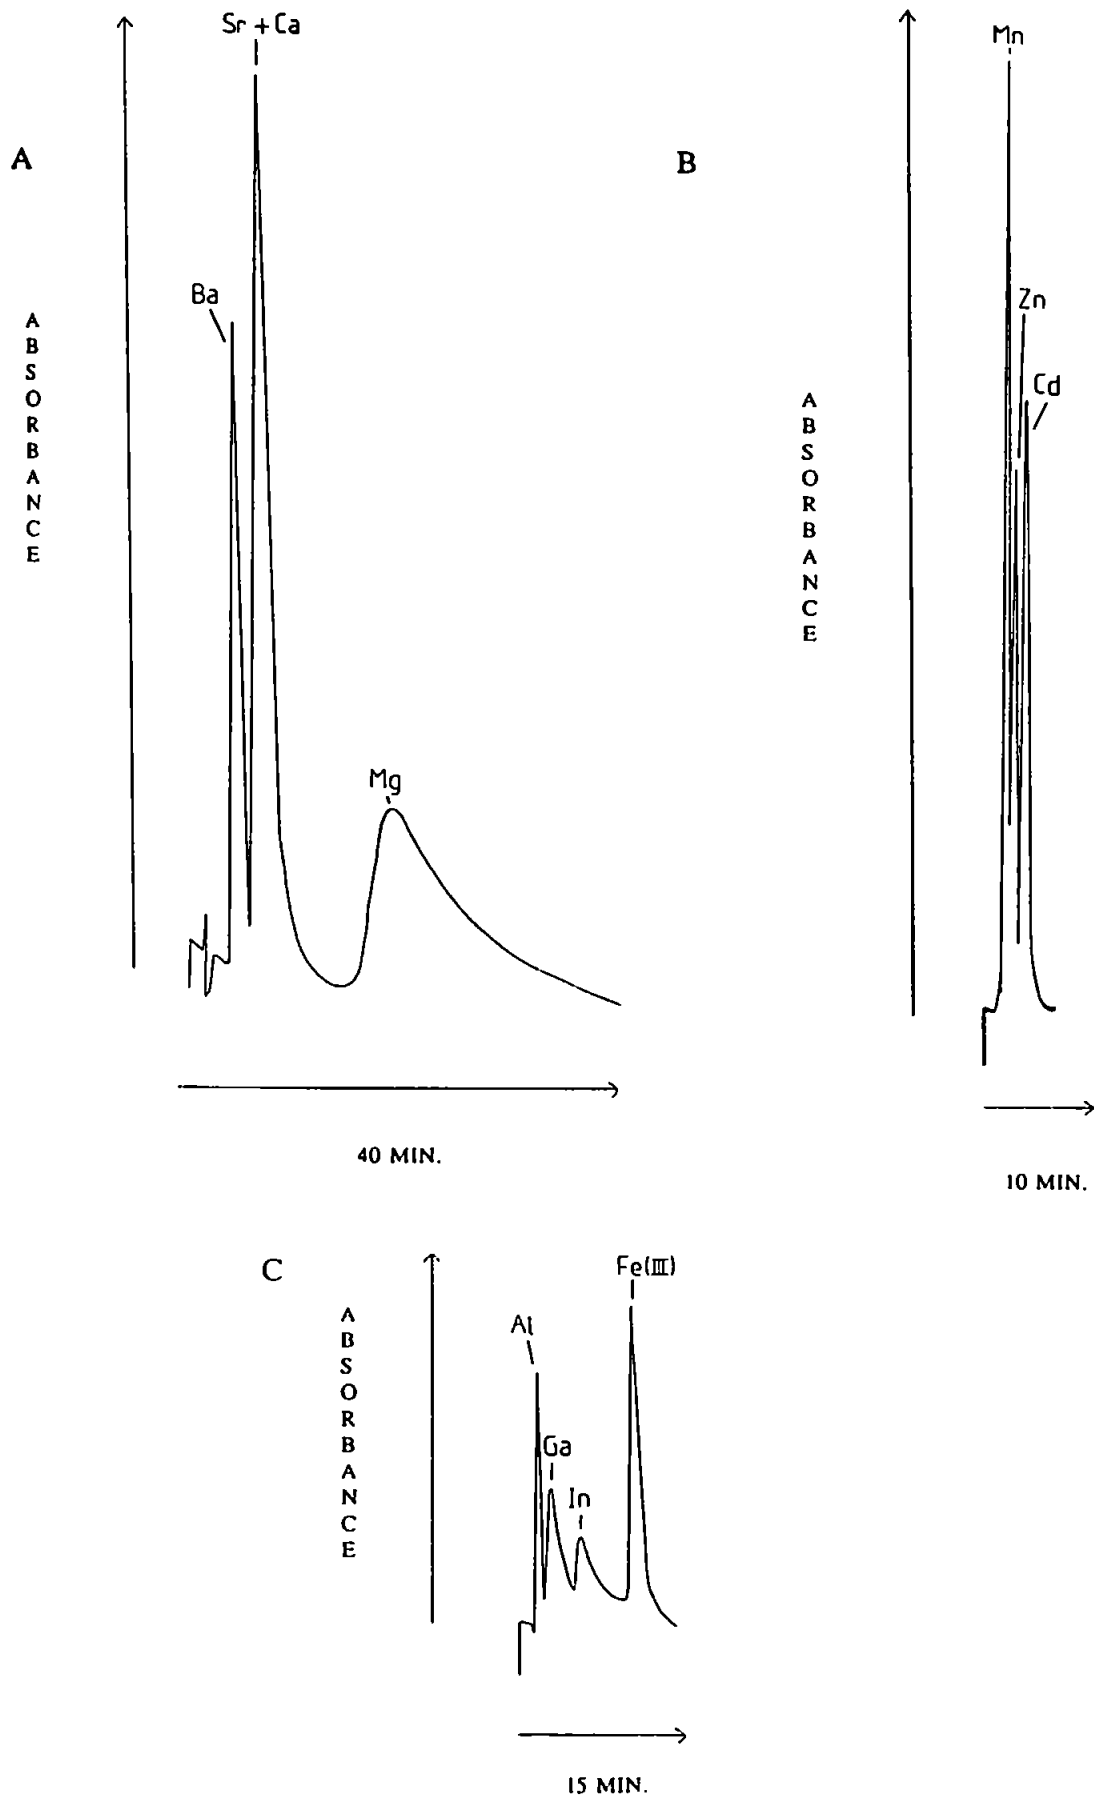 A
Sr + Ca
Ba
Mg
ABSORBANCE
40 MIN.
B
Mn
Zn
Cd
ABSORBANCE
10 MIN.
C
Fe(III)
Al
Ga
In
ABSORBANCE
15 MIN.